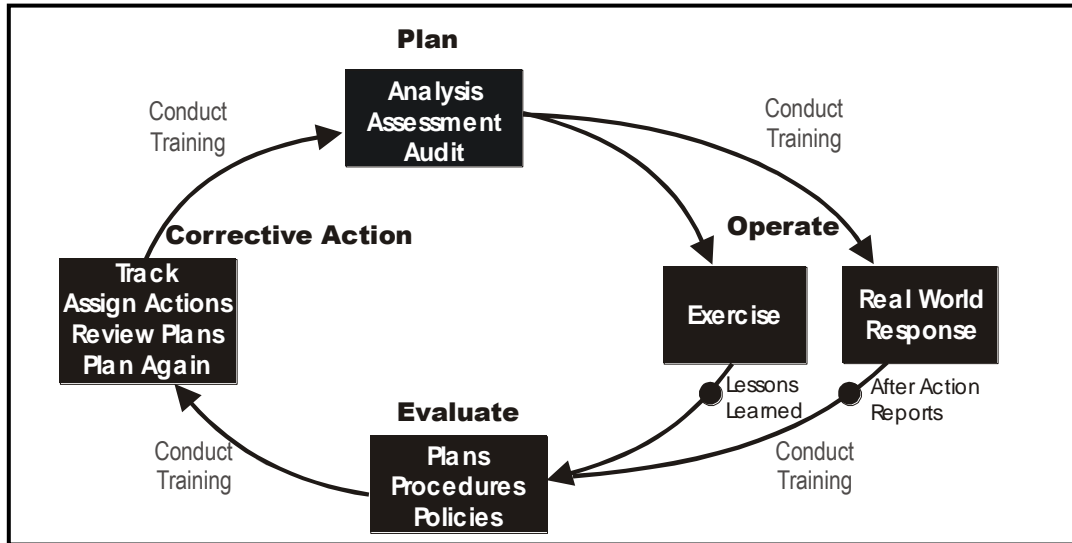 Plan
Analysis
Assessment
Audit
Conduct
Training
Conduct
Training
Operate
Exercise
Real World
Response
Lessons
Learned
After Action
Reports
Conduct
Training
Evaluate
Plans
Procedures
Policies
Conduct
Training
Corrective Action
Track
Assign Actions
Review Plans
Plan Again